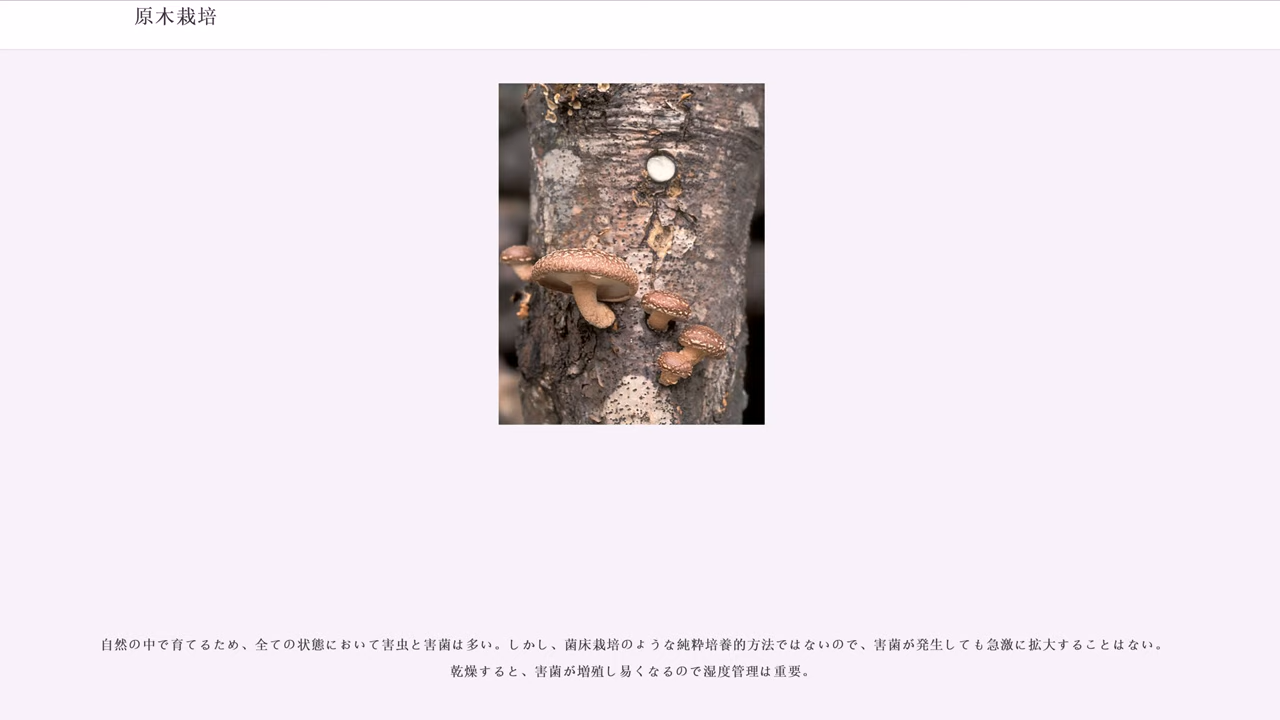 原木栽培
自然の中で育てるため、全ての状態において害虫と害菌は多い。しかし、菌床栽培のような純粋培養的方法ではないので、害菌が発生しても急激に拡大することはない。
乾燥すると、害菌が増殖し易くなるので湿度管理は重要。